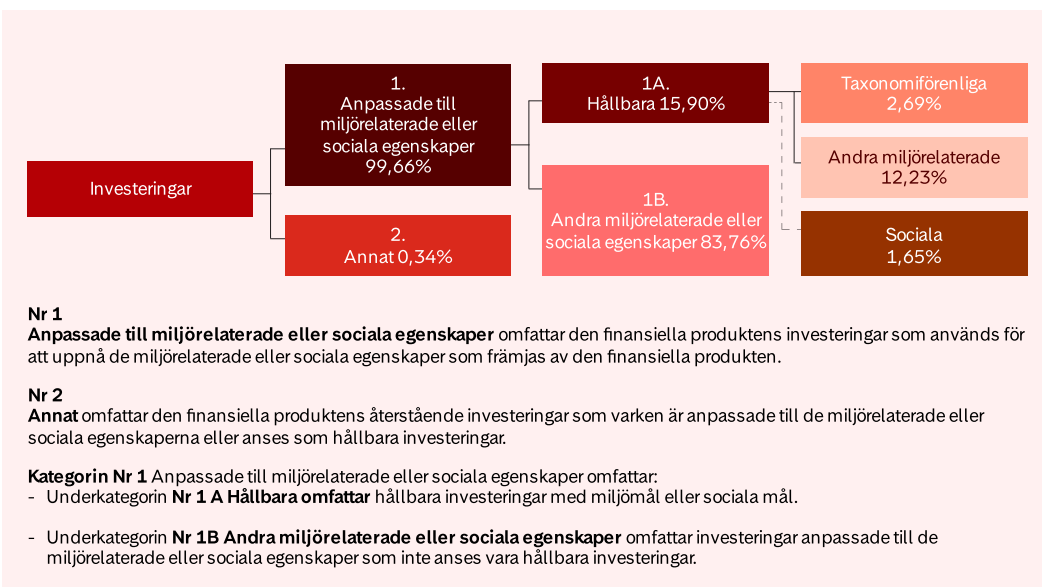 Investeringar
1.
Anpassade till
miljörelaterade eller
sociala egenskaper
99,66%
2.
Annat 0,34%
1A.
Hållbara 15,90%
1B.
Andra miljörelaterade eller
sociala egenskaper 83,76%
Taxonomiförenliga
2,69%
Andra miljörelaterade
12,23%
Sociala
1,65%
Nr 1
Anpassade till miljörelaterade eller sociala egenskaper omfattar den finansiella produktens investeringar som används för
att uppnå de miljörelaterade eller sociala egenskaper som främjas av den finansiella produkten.
Nr 2
Annat omfattar den finansiella produktens återstående investeringar som varken är anpassade till de miljörelaterade eller
sociala egenskaperna eller anses som hållbara investeringar.
Kategorin Nr 1 Anpassade till miljörelaterade eller sociala egenskaper omfattar:
- Underkategorin Nr 1 A Hållbara omfattar hållbara investeringar med miljömål eller sociala mål.
- Underkategorin Nr 1B Andra miljörelaterade eller sociala egenskaper omfattar investeringar anpassade till de
miljörelaterade eller sociala egenskaper som inte anses vara hållbara investeringar.